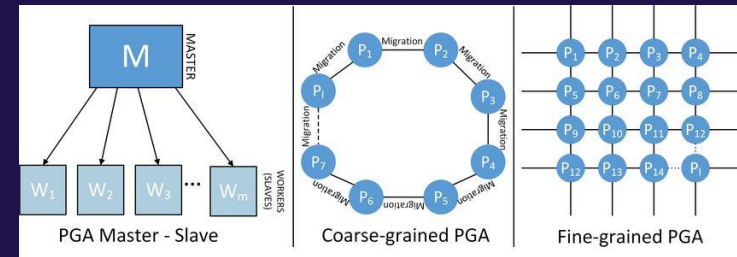 M
MASTER
W₁ W₂ W₃ ... Wₘ
WORKERS
(SLAVES)
PGA Master - Slave
P₁
Migration
P₂
Migration
P₃
Migration
P₄
Migration
P₅
Migration
P₆
Migration
P₇
Migration
Pₗ
Migration
Coarse-grained PGA
P₁ P₂ P₃ P₄
P₅ P₆ P₇ P₈
P₉ P₁₀ P₁₁ P₁₂
P₁₂ P₁₃ P₁₄ Pₗ
Fine-grained PGA